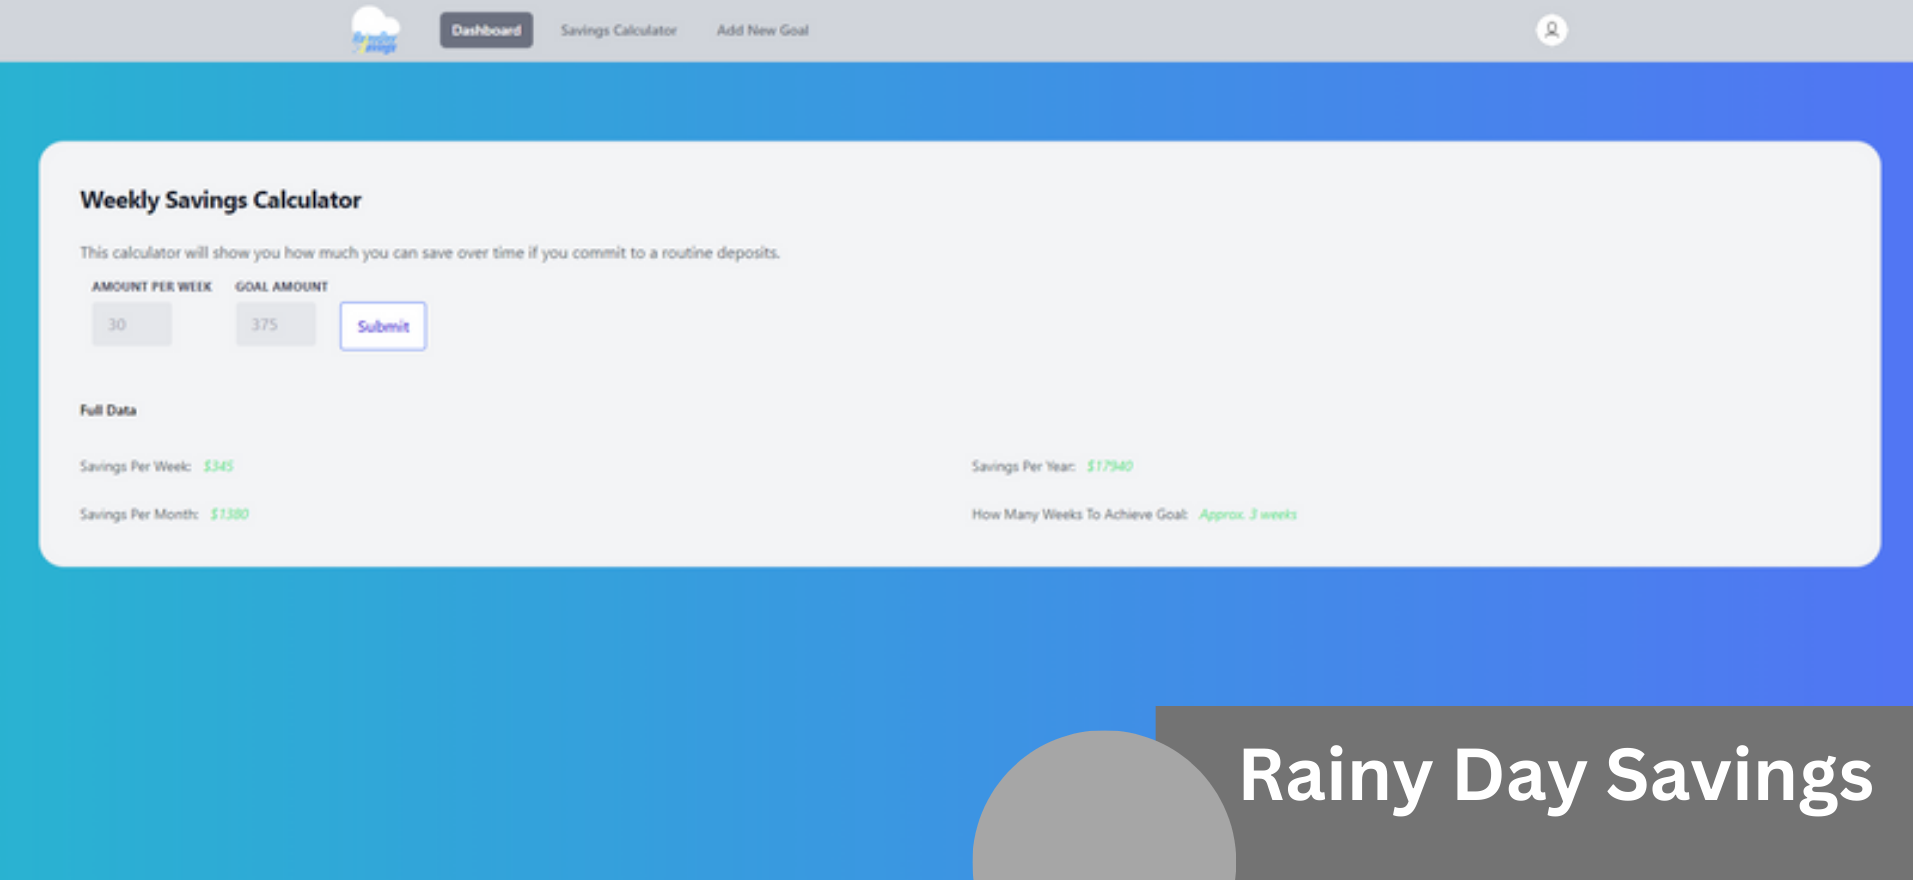 Dashboard Savings Calculator Add New Goal
Weekly Savings Calculator
This calculator will show you how much you can save over time if you commit to a routine deposits.
AMOUNT PER WEEK GOAL AMOUNT
30 375 Submit
Full Data
Savings Per Week: $345 Savings Per Year: $17940
Savings Per Month: $1380 How Many Weeks To Achieve Goal: Approx. 3 weeks
Rainy Day Savings